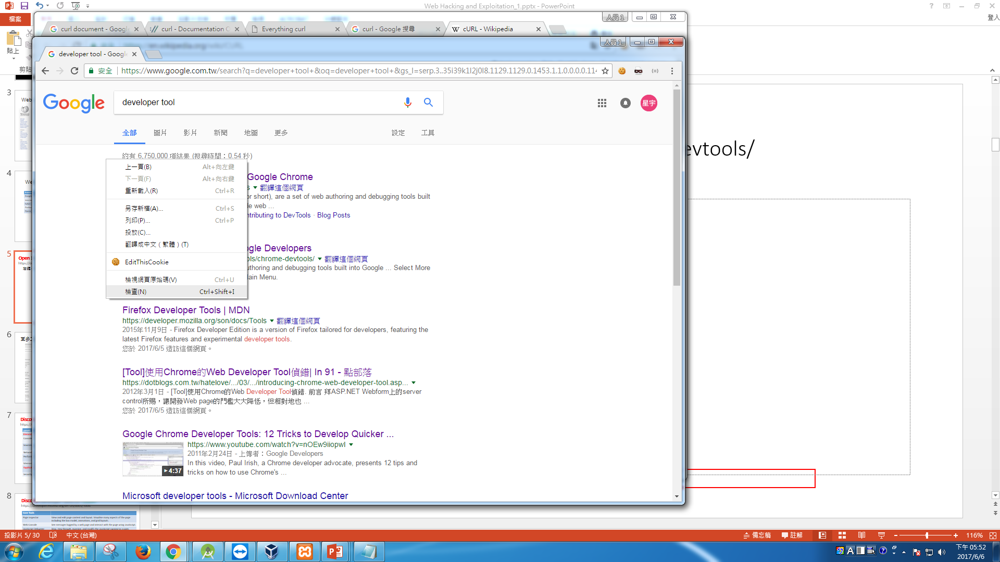 Web Hacking and Exploitation_1.pptx - PowerPoint
檔案
登入
貼上
剪貼
人員 1
curl document - Google
curl - Documentation C
Everything curl
curl - Google 搜尋
cURL - Wikipedia
人員 1
developer tool - Google
安全
https://www.google.com.tw/search?q=developer+tool+&oq=developer+tool+&gs_l=serp.3..35i39k1l2j0l8.1129.1129.0.1453.1.1.0.0.0.0.114
Google
developer tool
星宇
全部 圖片 影片 新聞 地圖 更多 設定 工具
約有 6,750,000 項結果 (搜尋時間：0.54 秒)
上一頁(B) Alt+向左鍵
下一頁(F) Alt+向右鍵
重新載入(R) Ctrl+R
另存新檔(A)... Ctrl+S
列印(P)... Ctrl+P
投放(C)...
翻譯成中文 ( 繁體 ) (T)
EditThisCookie
檢視網頁原始碼(V) Ctrl+U
檢查(N) Ctrl+Shift+I
Google Chrome
s 翻譯這個網頁
or short), are a set of web authoring and debugging tools built
le web ...
ntributing to DevTools · Blog Posts
gle Developers
ols/chrome-devtools/ 翻譯這個網頁
uthoring and debugging tools built into Google ... Select More
lain Menu.
Firefox Developer Tools | MDN
https://developer.mozilla.org/son/docs/Tools 翻譯這個網頁
2015年11月9日 - Firefox Developer Edition is a version of Firefox tailored for developers, featuring the
latest Firefox features and experimental developer tools.
您於 2017/6/5 造訪這個網頁。
[Tool]使用Chrome的Web Developer Tool偵錯| In 91 - 點部落
https://dotblogs.com.tw/hatelove/.../03/.../introducing-chrome-web-developer-tool.asp...
2012年3月1日 - [Tool]使用Chrome的Web Developer Tool偵錯. 前言 拜ASP.NET Webform上的server
control所賜，讓開發Web page的門檻大大降低，但相對地也 ...
您於 2017/6/5 造訪這個網頁。
Google Chrome Developer Tools: 12 Tricks to Develop Quicker ...
https://www.youtube.com/watch?v=nOEw9iiopwI
2011年2月24日 - 上傳者：Google Developers
In this video, Paul Irish, a Chrome developer advocate, presents 12 tips and
tricks on how to use Chrome's ...
4:37
Microsoft developer tools - Microsoft Download Center
evtools/
3
Web
4
We
5
Open
6
更多
7
Disco
8
Disco
Core Tools
Page Inspector
Web Console
投影片 5/ 30
中文 (台灣)
備忘稿
註解
116%
下午 05:52
2017/6/6